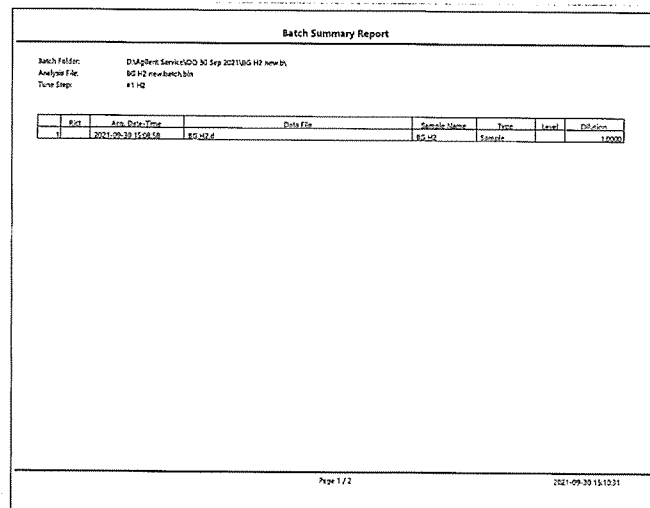 Batch Summary Report
Batch Folder: D:\Agilent Service\OQ 30 Sep 2021\BG H2 new.b\
Analysis File: BG H2 new.batch.bin
Tune Step: #1 H2
Rjct Acq. Date-Time Data File Sample Name Type Level Dilution
1 2021-09-30 15:08:58 BG H2.d BG H2 Sample 1.0000
Page 1 / 2 2021-09-30 15:10:31